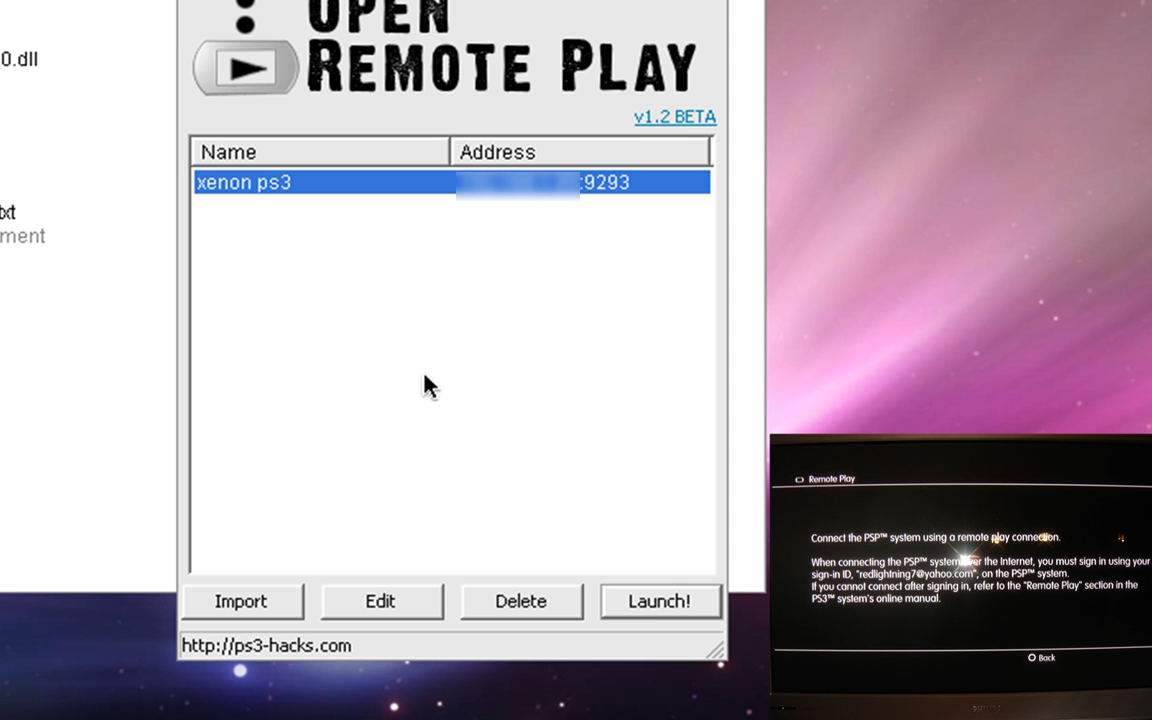 OPEN
REMOTE PLAY
v1.2 BETA
0.dll
txt
ment
Name Address
xenon ps3 :9293
Import Edit Delete Launch!
http://ps3-hacks.com
Remote Play
Connect the PSP™ system using a remote play connection.
When connecting the PSP™ system over the Internet, you must sign in using your
sign-in ID, "redlightning7@yahoo.com", on the PSP™ system.
If you cannot connect after signing in, refer to the "Remote Play" section in the
PS3™ system's online manual.
Back